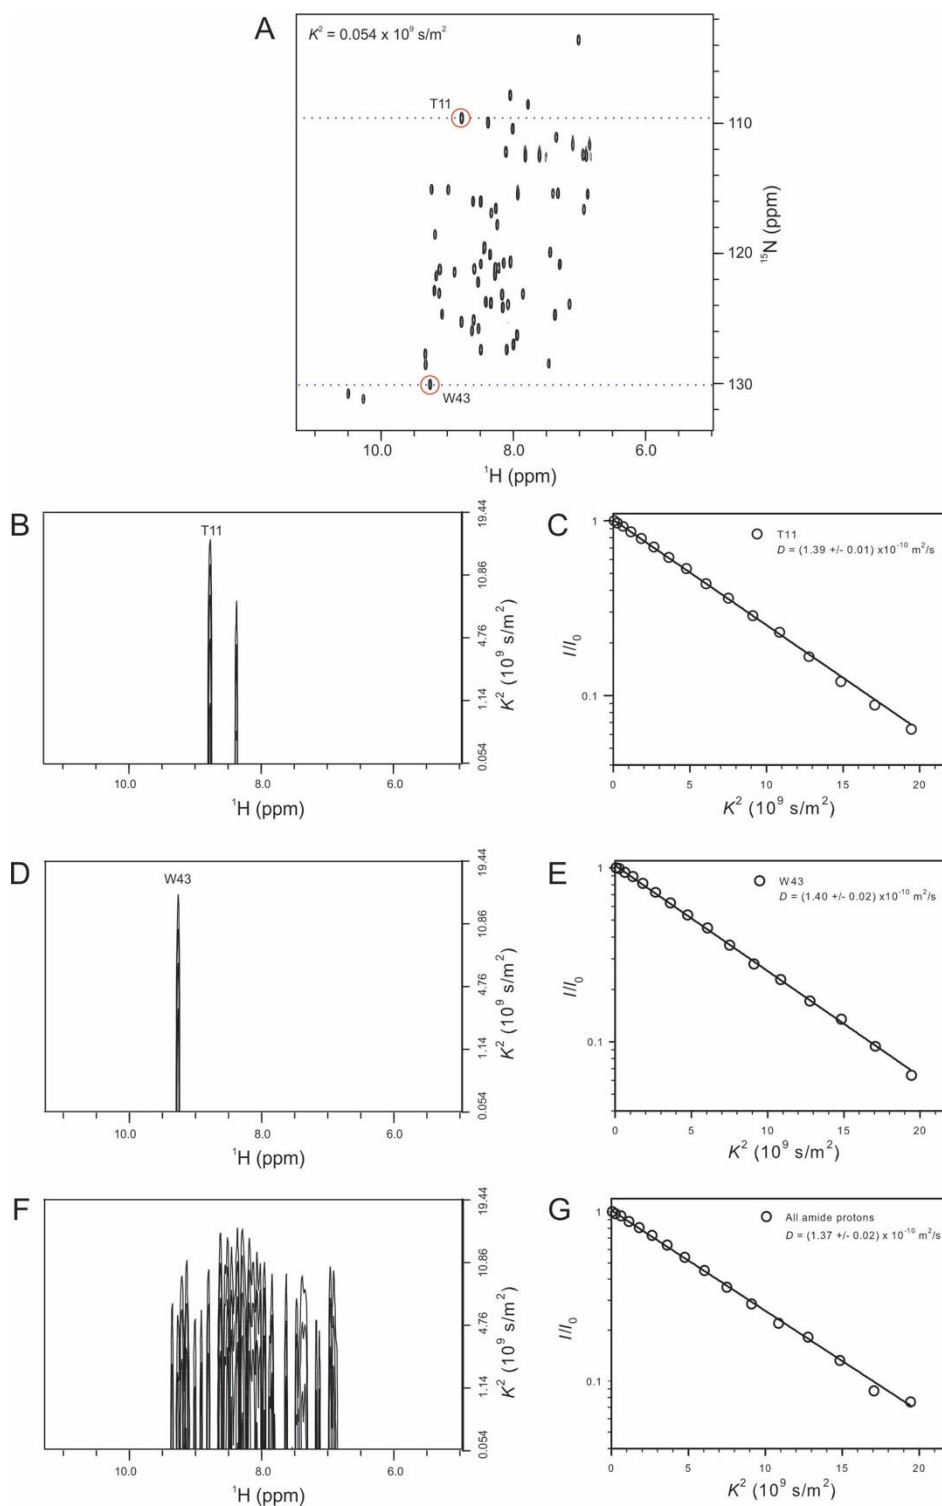 A
K² = 0.054 x 10⁹ s/m²
T11
W43
110
120
130
¹⁵N (ppm)
10.0 8.0 6.0
¹H (ppm)
B
T11
19.44
10.86
4.76
1.14
0.054
K² (10⁹ s/m²)
10.0 8.0 6.0
¹H (ppm)
C
T11
D = (1.39 +/- 0.01) x10⁻¹⁰ m²/s
1
0.1
I/I₀
0 5 10 15 20
K² (10⁹ s/m²)
D
W43
19.44
10.86
4.76
1.14
0.054
K² (10⁹ s/m²)
10.0 8.0 6.0
¹H (ppm)
E
W43
D = (1.40 +/- 0.02) x10⁻¹⁰ m²/s
1
0.1
I/I₀
0 5 10 15 20
K² (10⁹ s/m²)
F
19.44
10.86
4.76
1.14
0.054
K² (10⁹ s/m²)
10.0 8.0 6.0
¹H (ppm)
G
All amide protons
D = (1.37 +/- 0.02) x 10⁻¹⁰ m²/s
1
0.1
I/I₀
0 5 10 15 20
K² (10⁹ s/m²)